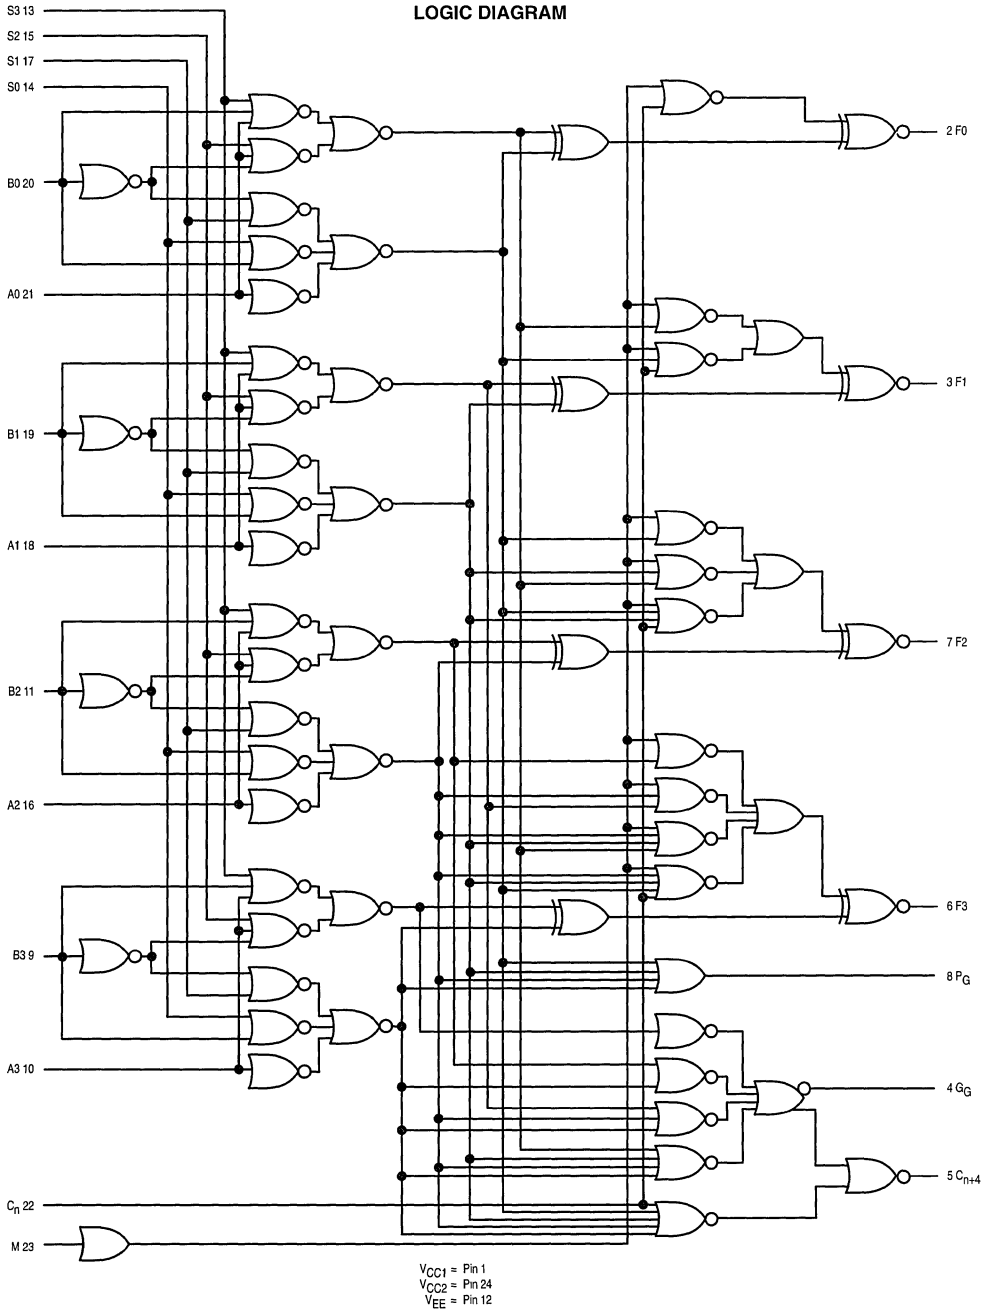 LOGIC DIAGRAM
S3 13
S2 15
S1 17
S0 14
2 F0
B0 20
A0 21
3 F1
B1 19
A1 18
7 F2
B2 11
A2 16
6 F3
B3 9
8 PG
A3 10
4 GG
5 Cn+4
Cn 22
M 23
VCC1 = Pin 1
VCC2 = Pin 24
VEE = Pin 12